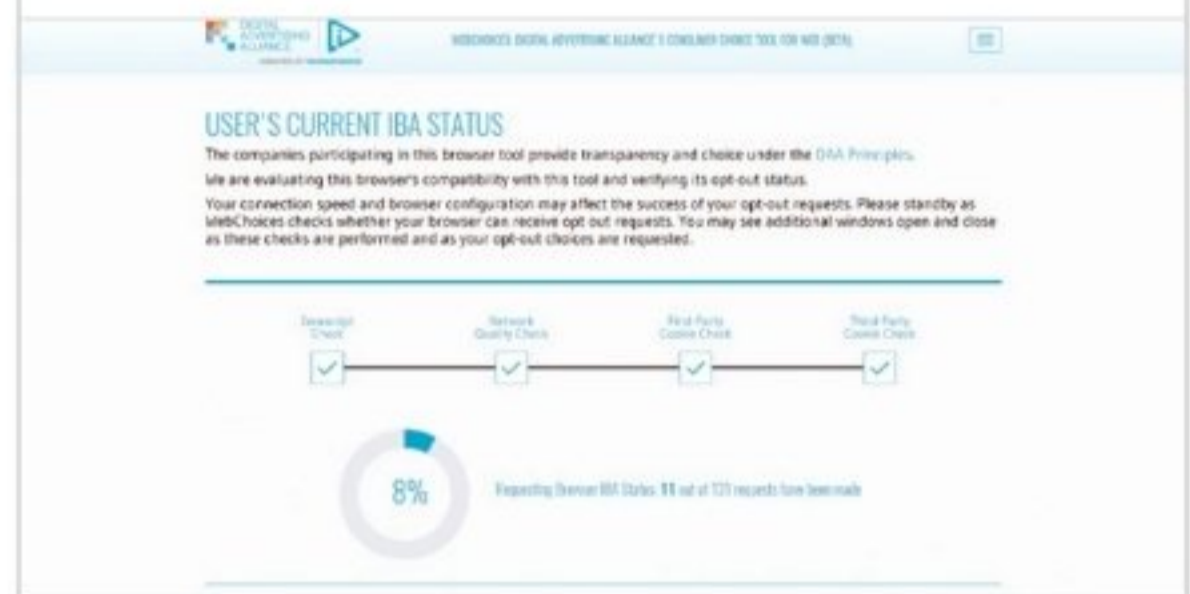 DIGITAL
ADVERTISING
ALLIANCE
WEBCHOICES: DIGITAL ADVERTISING ALLIANCE'S CONSUMER CHOICE TOOL FOR WEB (BETA)
USER'S CURRENT IBA STATUS
The companies participating in this browser tool provide transparency and choice under the DAA Principles.
We are evaluating this browser's compatibility with this tool and verifying its opt-out status.
Your connection speed and browser configuration may affect the success of your opt-out requests. Please standby as
WebChoices checks whether your browser can receive opt out requests. You may see additional windows open and close
as these checks are performed and as your opt-out choices are requested.
Javascript
Check
Network
Quality Check
First Party
Cookie Check
Third Party
Cookie Check
8%
Requesting Browser IBA Status: 11 out of 131 requests have been made